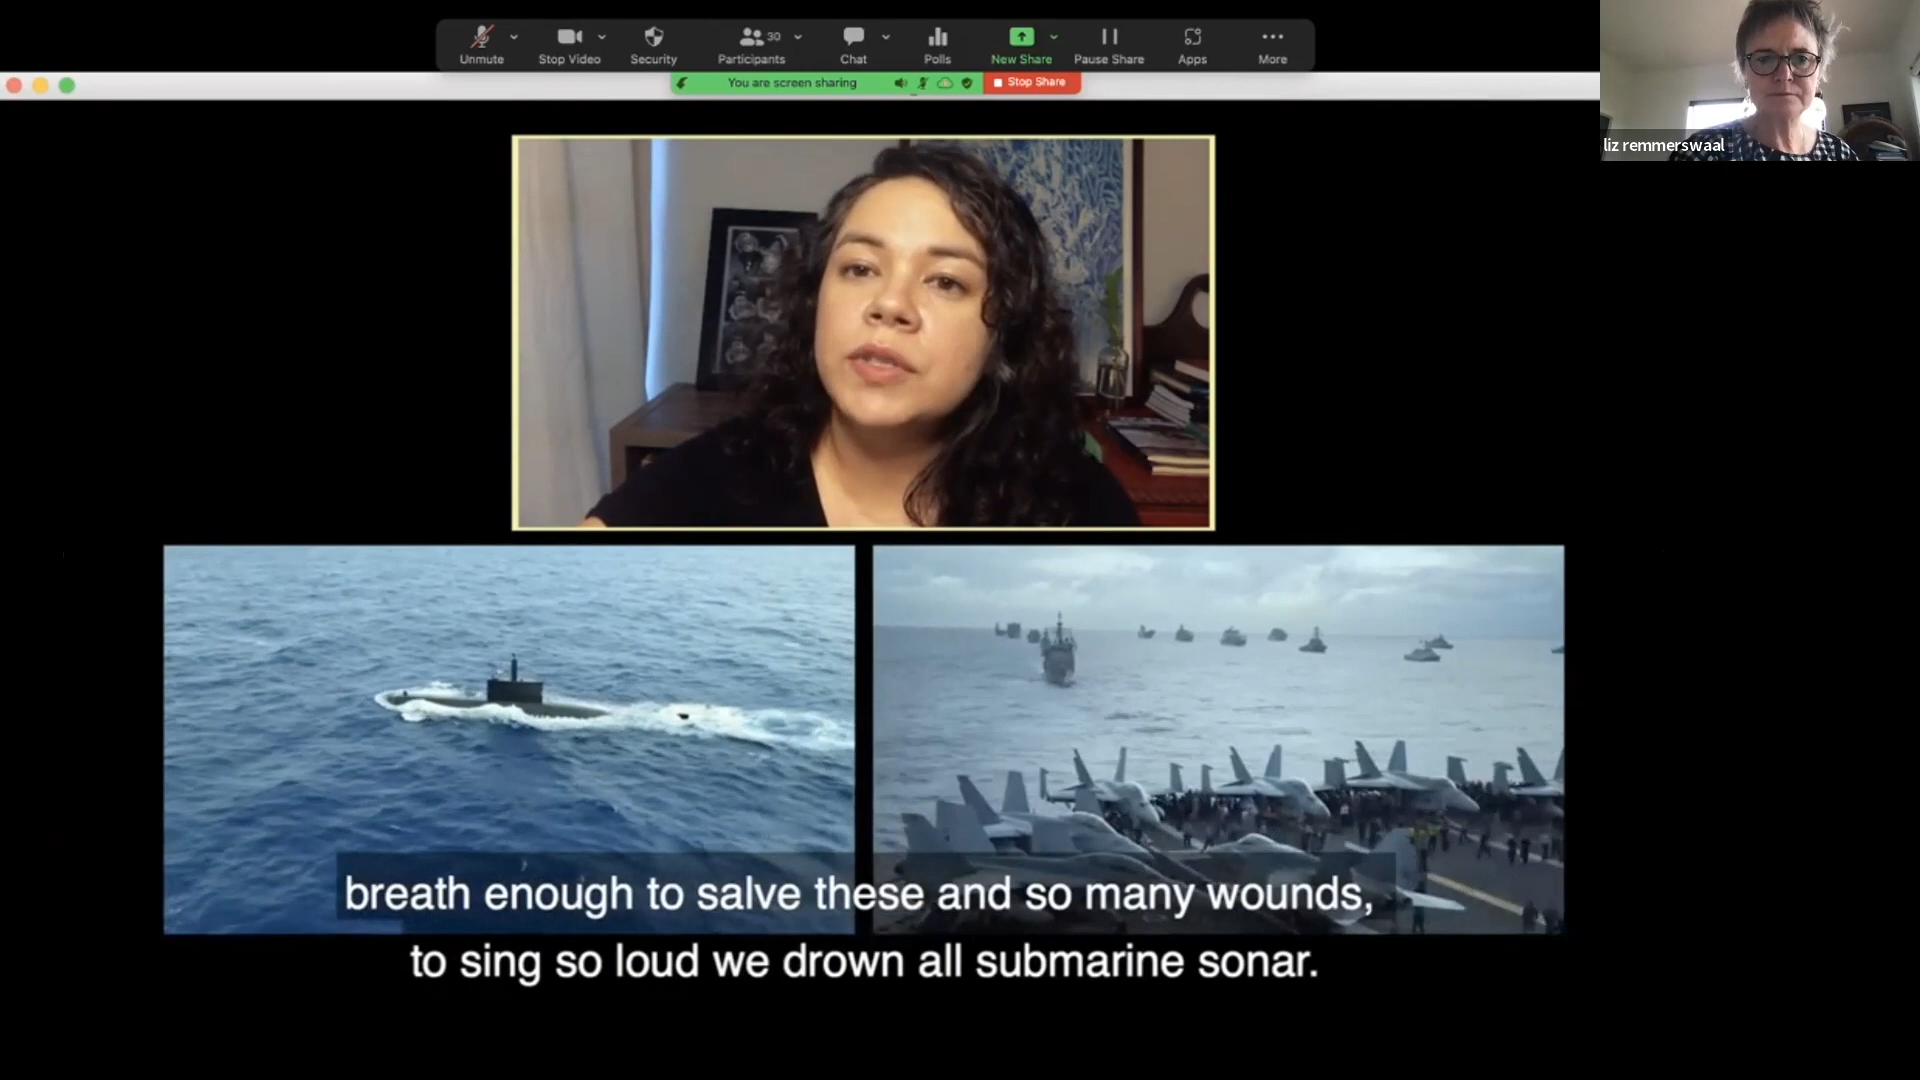 Unmute
Stop Video
Security
30
Participants
Chat
Polls
New Share
Pause Share
Apps
More
You are screen sharing
Stop Share
liz remmerswaal
breath enough to salve these and so many wounds,
to sing so loud we drown all submarine sonar.